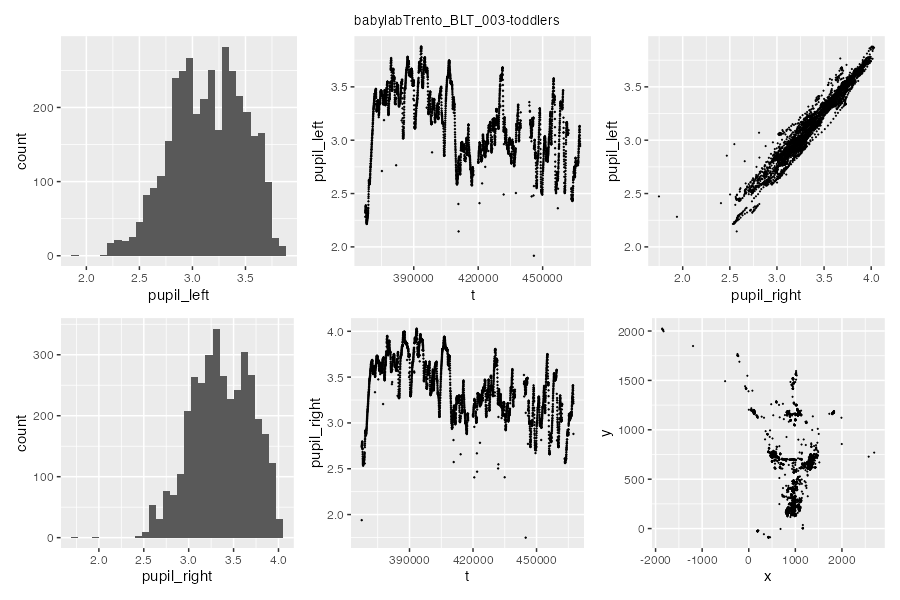 babylabTrento_BLT_003-toddlers
count
200
100
0
2.0 2.5 3.0 3.5
pupil_left
pupil_left
3.5
3.0
2.5
2.0
390000 420000 450000
t
pupil_left
3.5
3.0
2.5
2.0
2.0 2.5 3.0 3.5 4.0
pupil_right
count
300
200
100
0
2.0 2.5 3.0 3.5 4.0
pupil_right
pupil_right
4.0
3.5
3.0
2.5
2.0
390000 420000 450000
t
y
2000
1500
1000
500
0
-2000 -1000 0 1000 2000
x